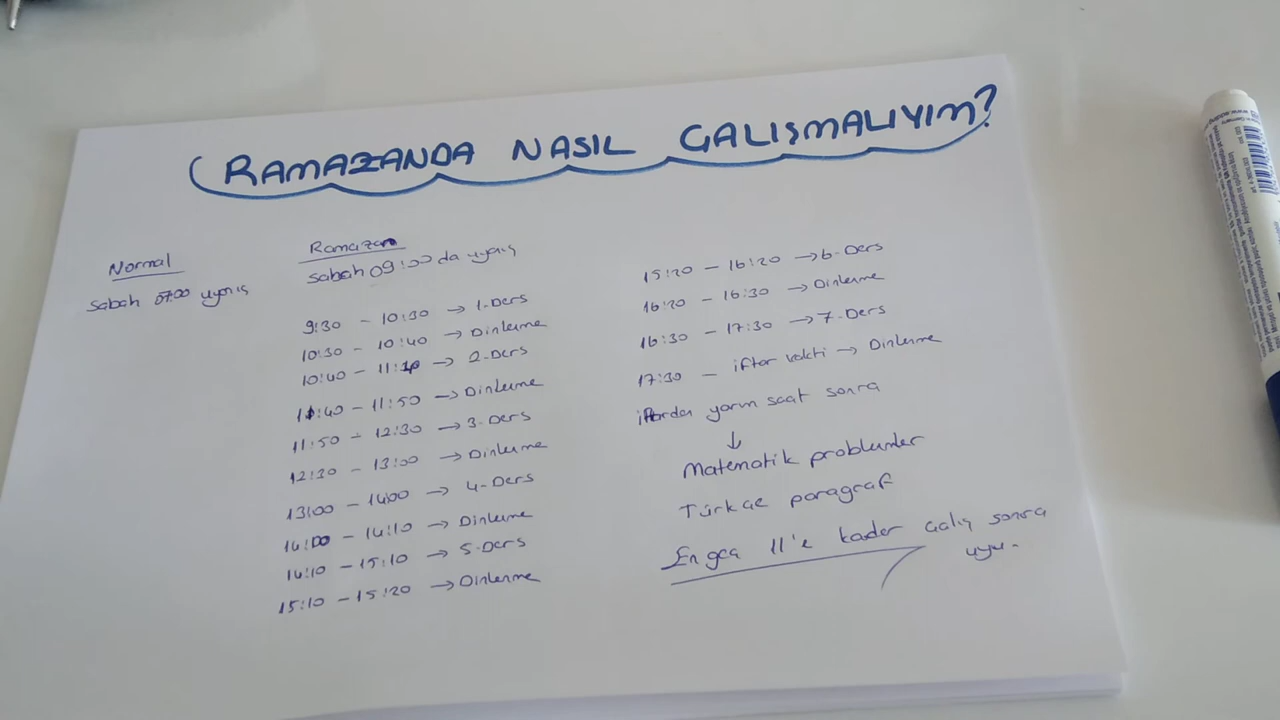 RAMAZANDA NASIL ÇALIŞMALIYIM?
Normal
Sabah 07:00 uyanış
Ramazan
Sabah 09:00 da uyanış
9:30 - 10:30 → 1-Ders
10:30 - 10:40 → Dinlenme
10:40 - 11:40 → 2-Ders
11:40 - 11:50 → Dinlenme
11:50 - 12:30 → 3-Ders
12:30 - 13:00 → Dinlenme
13:00 - 14:00 → 4-Ders
14:00 - 14:10 → Dinlenme
14:10 - 15:10 → 5-Ders
15:10 - 15:20 → Dinlenme
15:20 - 16:20 → 6-Ders
16:20 - 16:30 → Dinlenme
16:30 - 17:30 → 7-Ders
17:30 - iftar vakti → Dinlenme
iftardan yarım saat sonra
↓
Matematik problemler
Türkçe paragraf
En geç 11'e kadar çalış sonra
uyu.